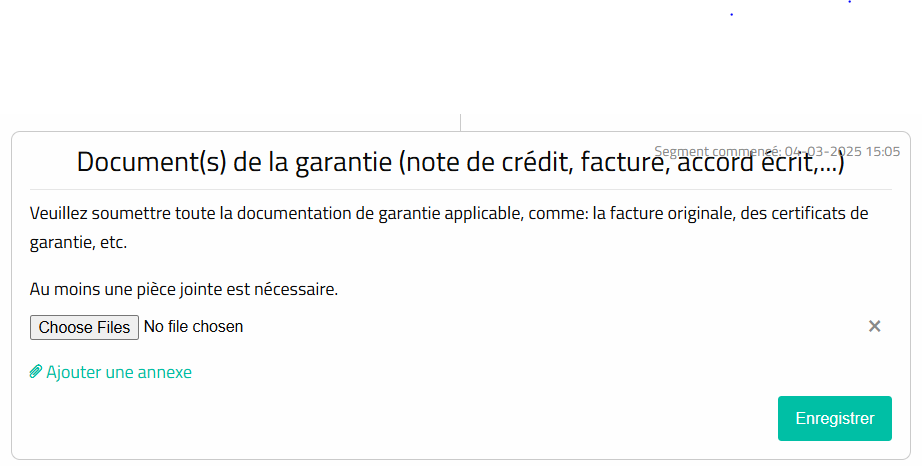 Segment commencé: 04-03-2025 15:05
Document(s) de la garantie (note de crédit, facture, accord écrit,...)
Veuillez soumettre toute la documentation de garantie applicable, comme: la facture originale, des certificats de
garantie, etc.
Au moins une pièce jointe est nécessaire.
Choose Files No file chosen ×
Ajouter une annexe
Enregistrer